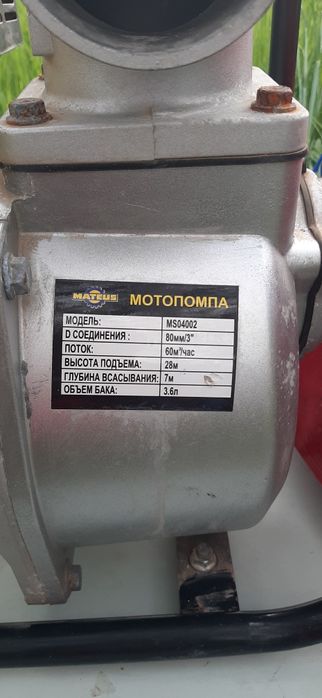 MATEUS МОТОПОМПА
МОДЕЛЬ: MS04002
D СОЕДИНЕНИЯ : 80мм/3"
ПОТОК: 60м³/час
ВЫСОТА ПОДЪЕМА: 28м
ГЛУБИНА ВСАСЫВАНИЯ: 7м
ОБЪЕМ БАКА: 3.6л